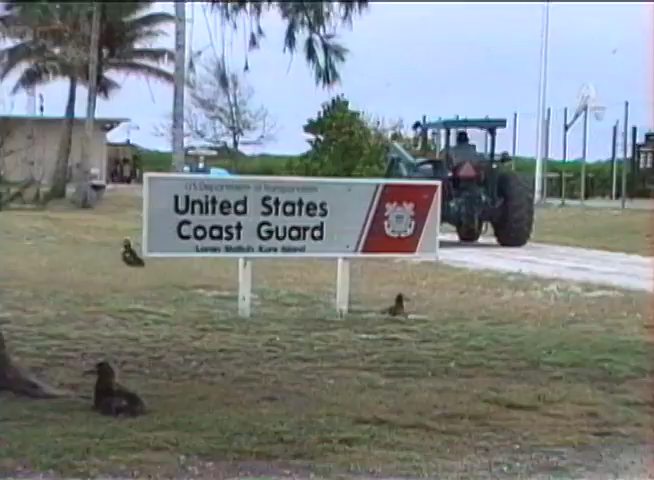 U.S. Department of Transportation
United States
Coast Guard
Loran Station Kure Island